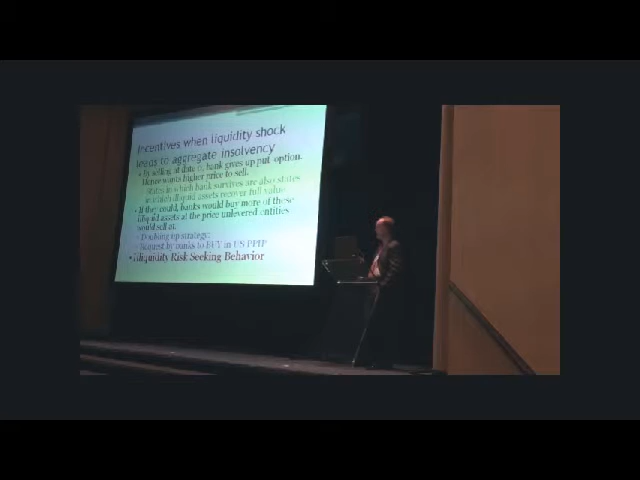 Incentives when liquidity shock
leads to aggregate insolvency
• By selling at date 0, bank gives up put option.
Hence wants higher price to sell.
States in which bank survives are also states
in which illiquid assets recover full value
• If they could, banks would buy more of these
illiquid assets at the price unlevered entities
would sell at.
Doubling up strategy:
Request by banks to BUY in US PPIP
• Illiquidity Risk Seeking Behavior